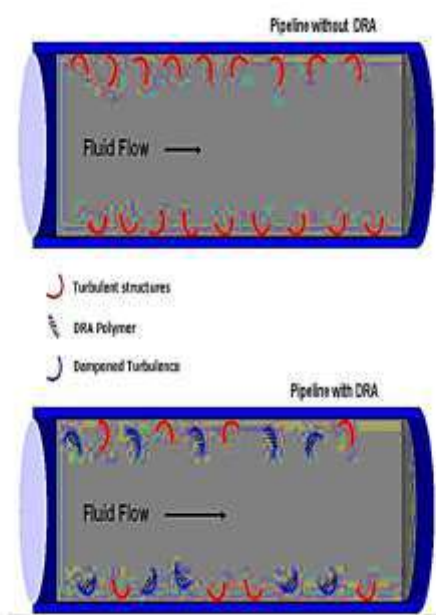 Pipeline without DRA
Fluid Flow
Turbulent structures
DRA Polymer
Dampened Turbulence
Pipeline with DRA
Fluid Flow